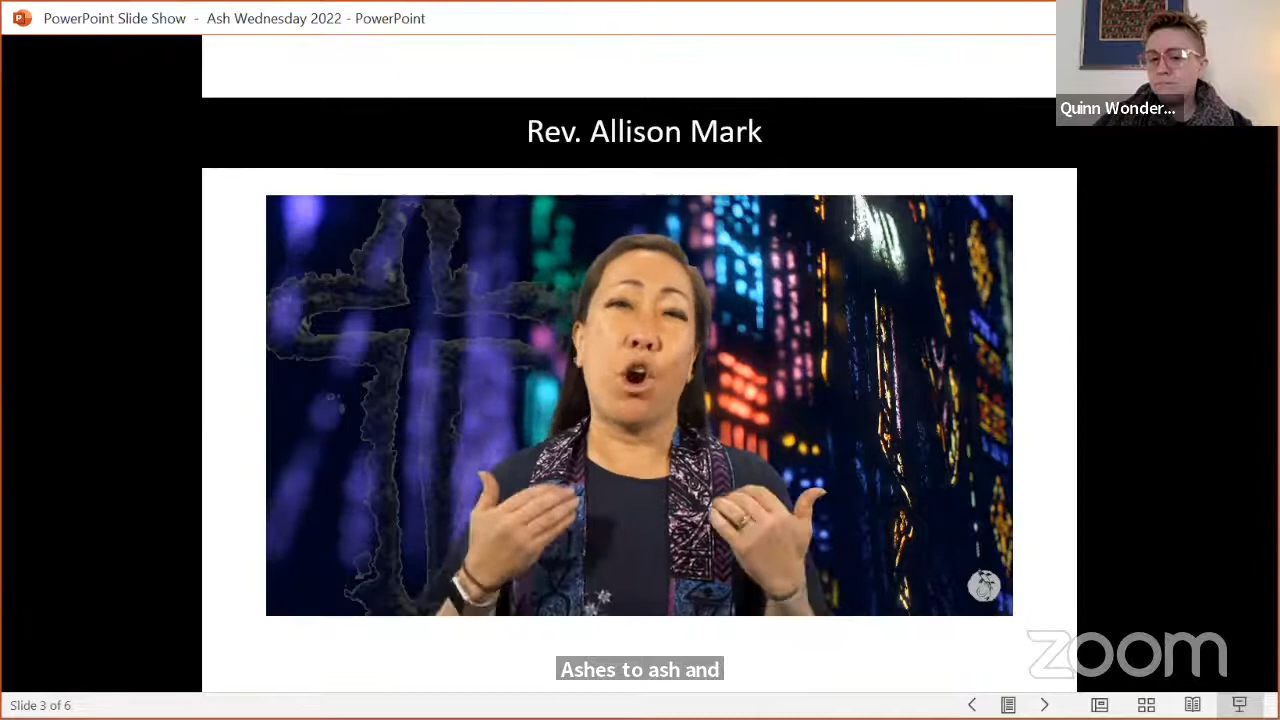 PowerPoint Slide Show - Ash Wednesday 2022 - PowerPoint
Quinn Wonder...
Rev. Allison Mark
Ashes to ash and
zoom
Slide 3 of 6